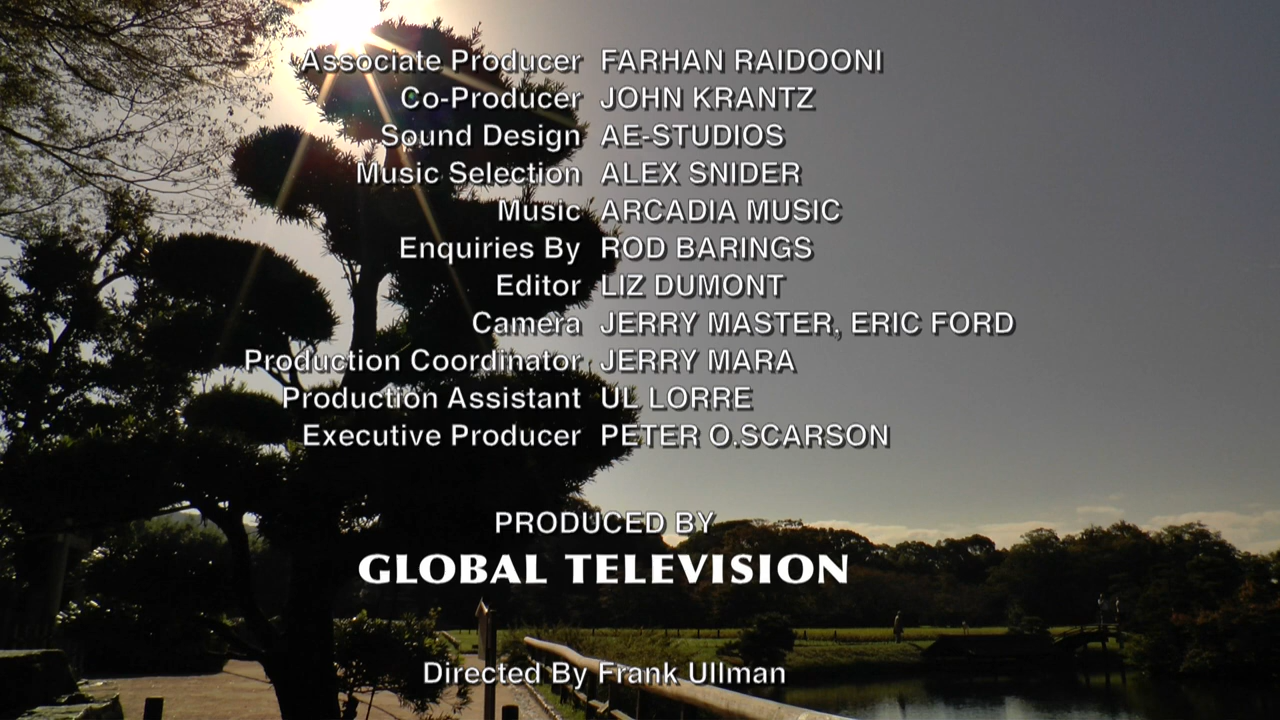 Associate Producer FARHAN RAIDOONI
Co-Producer JOHN KRANTZ
Sound Design AE-STUDIOS
Music Selection ALEX SNIDER
Music ARCADIA MUSIC
Enquiries By ROD BARINGS
Editor LIZ DUMONT
Camera JERRY MASTER, ERIC FORD
Production Coordinator JERRY MARA
Production Assistant UL LORRE
Executive Producer PETER O.SCARSON
PRODUCED BY
GLOBAL TELEVISION
Directed By Frank Ullman